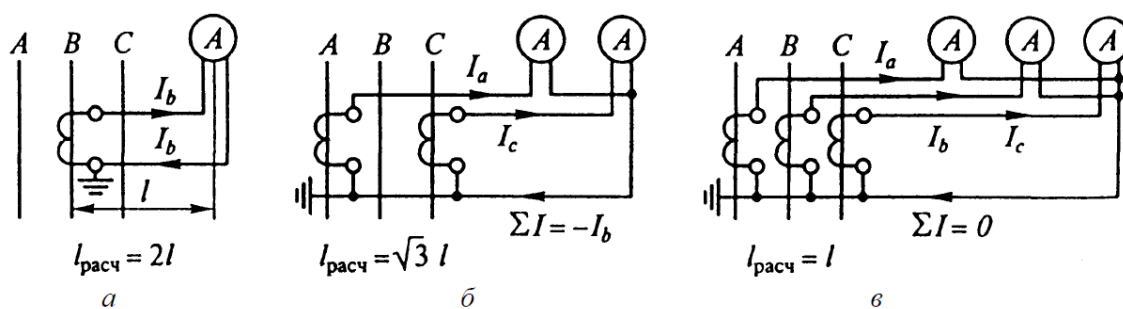 A B C A
I_b
I_b
l
l_расч = 2l
а
A B C A A
I_a
I_c
ΣI = −I_b
l_расч = √3 l
б
A B C A A A
I_a
I_b I_c
ΣI = 0
l_расч = l
в